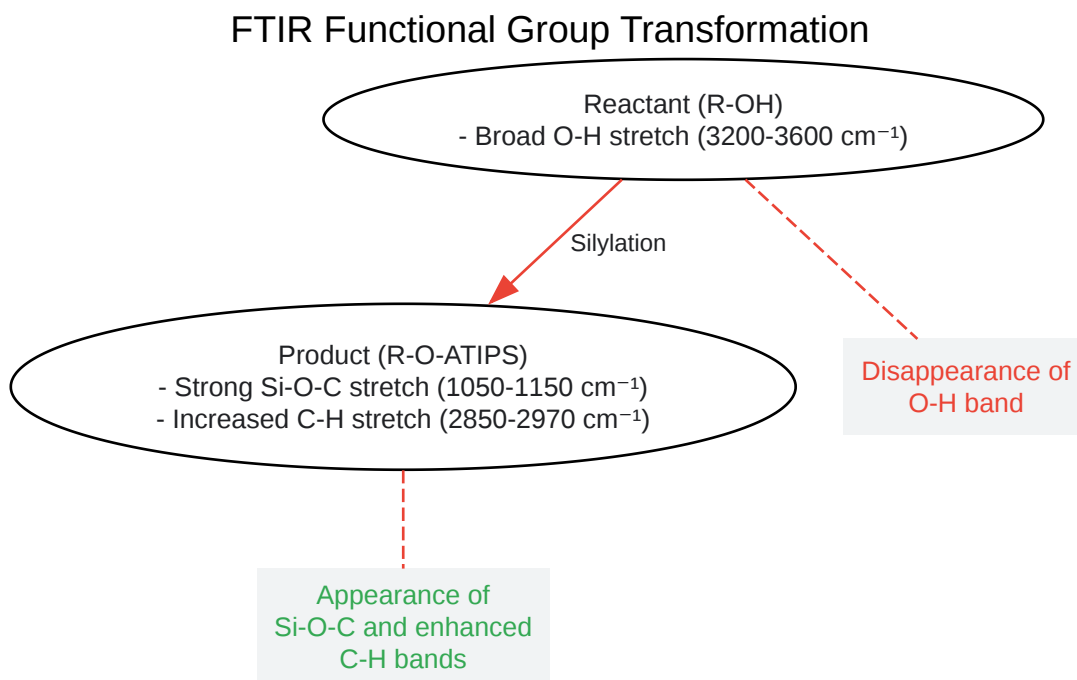 FTIR Functional Group Transformation
Reactant (R-OH)
- Broad O-H stretch (3200-3600 cm⁻¹)
Silylation
Product (R-O-ATIPS)
- Strong Si-O-C stretch (1050-1150 cm⁻¹)
- Increased C-H stretch (2850-2970 cm⁻¹)
Disappearance of
O-H band
Appearance of
Si-O-C and enhanced
C-H bands